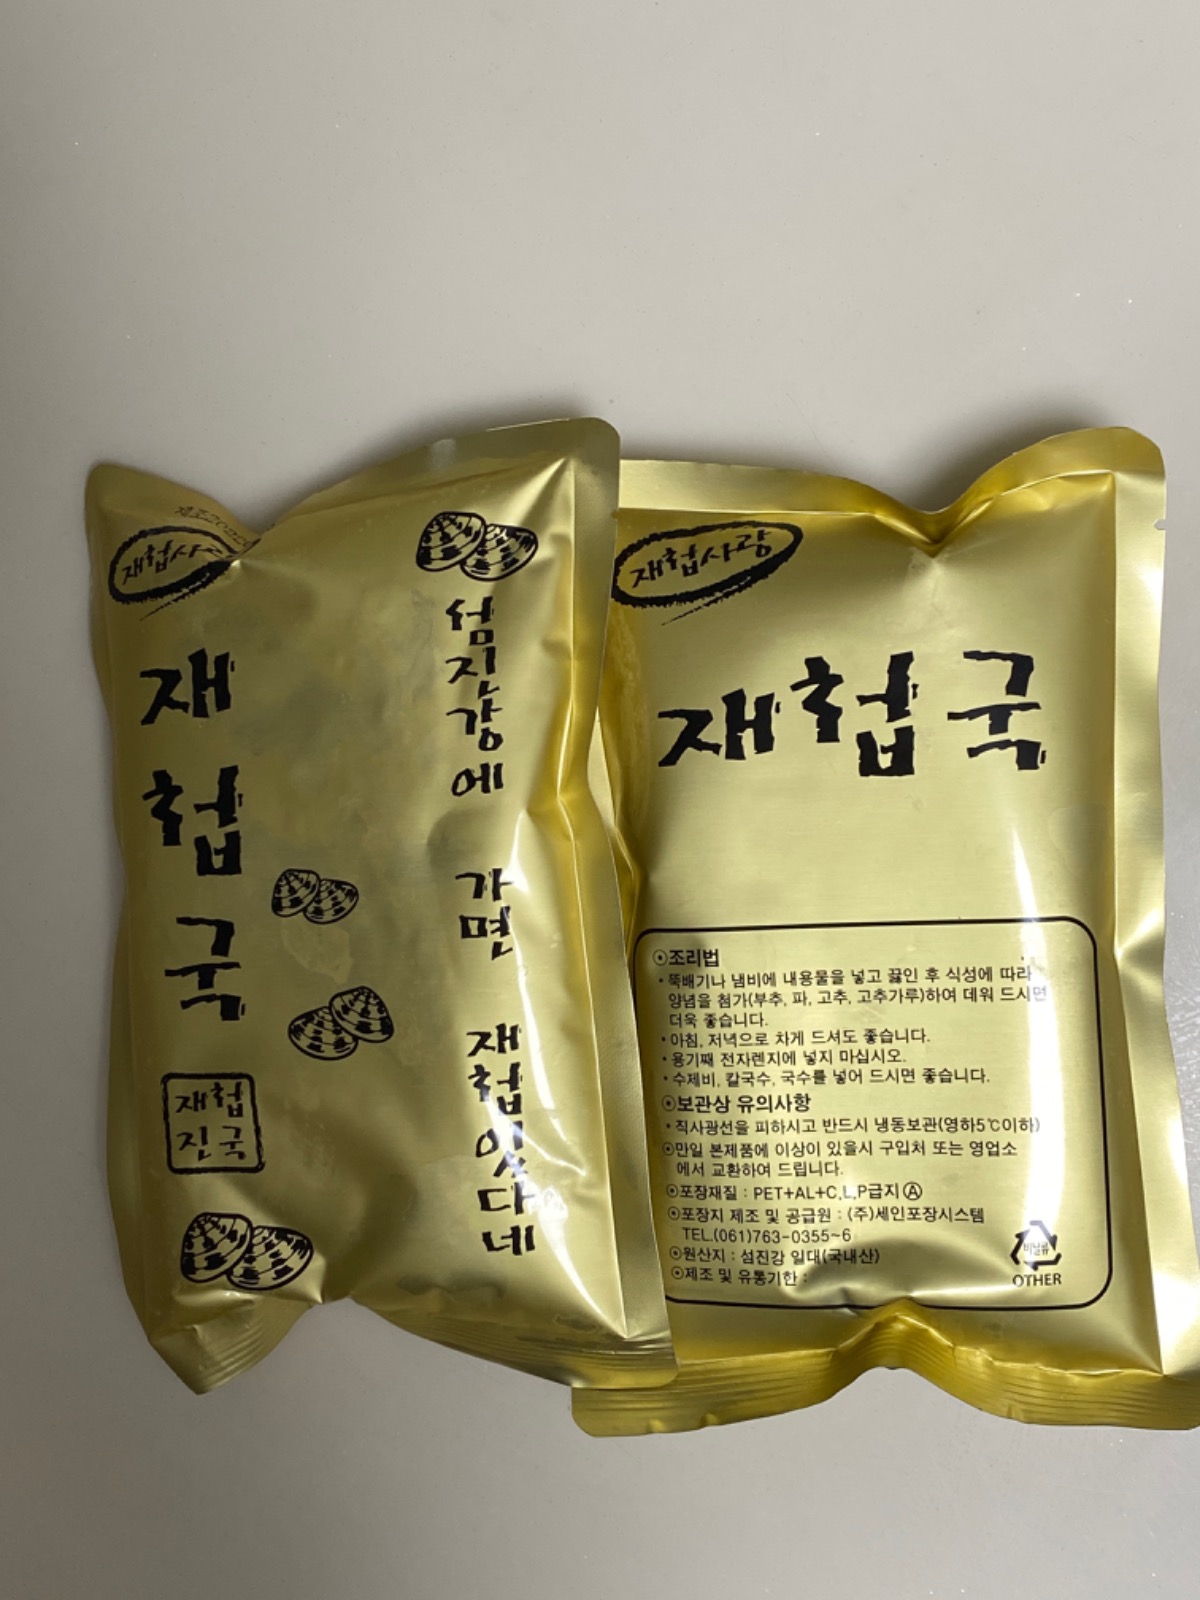 재첩사랑
재첩국
섬진강에 가면 재첩잇다네
재첩
진국
재첩사랑
재첩국
⊙조리법
• 뚝배기나 냄비에 내용물을 넣고 끓인 후 식성에 따라
양념을 첨가(부추, 파, 고추, 고추가루)하여 데워 드시면
더욱 좋습니다.
• 아침, 저녁으로 차게 드셔도 좋습니다.
• 용기째 전자렌지에 넣지 마십시오.
• 수제비, 칼국수, 국수를 넣어 드시면 좋습니다.
⊙보관상 유의사항
• 직사광선을 피하시고 반드시 냉동보관(영하5℃이하)
⊙만일 본제품에 이상이 있을시 구입처 또는 영업소
에서 교환하여 드립니다.
⊙포장재질 : PET+AL+C.L.P급지Ⓐ
⊙포장지 제조 및 공급원 : (주)세인포장시스템
TEL.(061)763-0355~6
⊙원산지 : 섬진강 일대(국내산)
⊙제조 및 유통기한 :
비닐류
OTHER